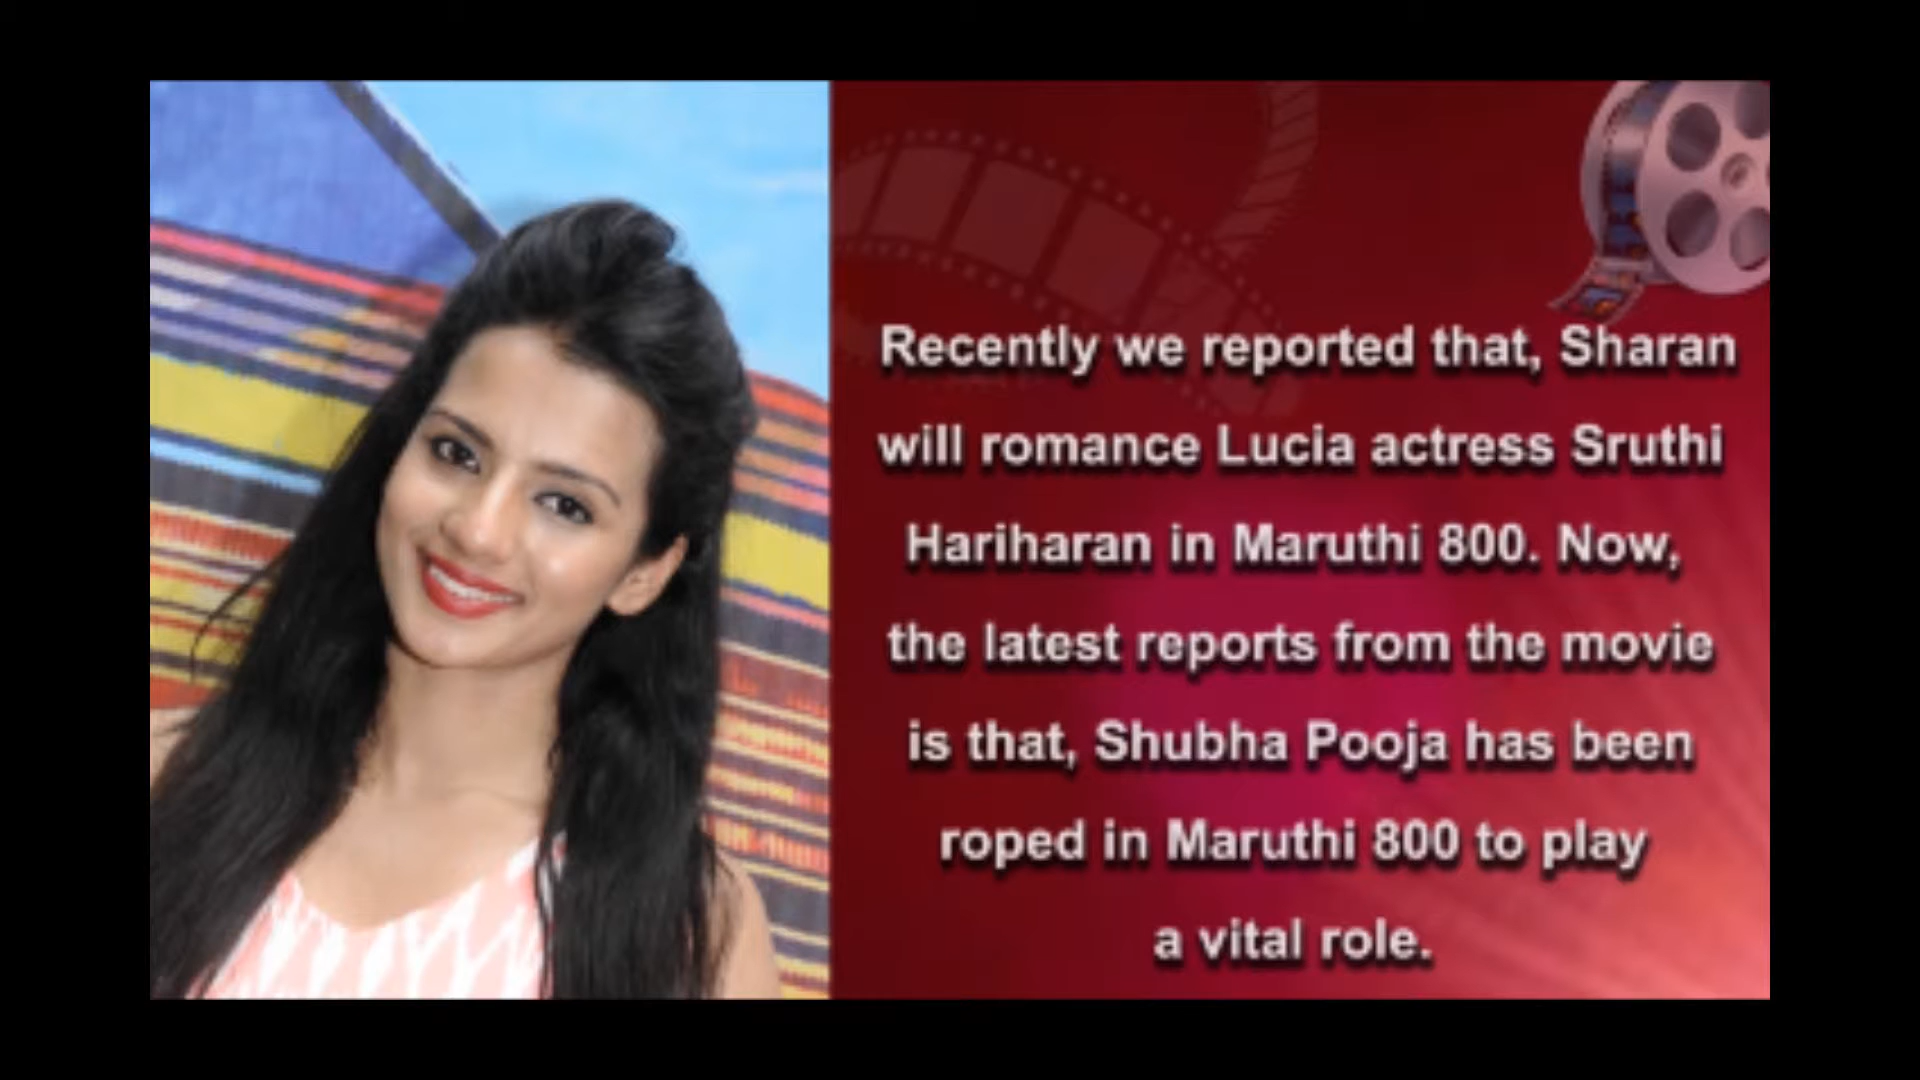 Recently we reported that, Sharan
will romance Lucia actress Sruthi
Hariharan in Maruthi 800. Now,
the latest reports from the movie
is that, Shubha Pooja has been
roped in Maruthi 800 to play
a vital role.